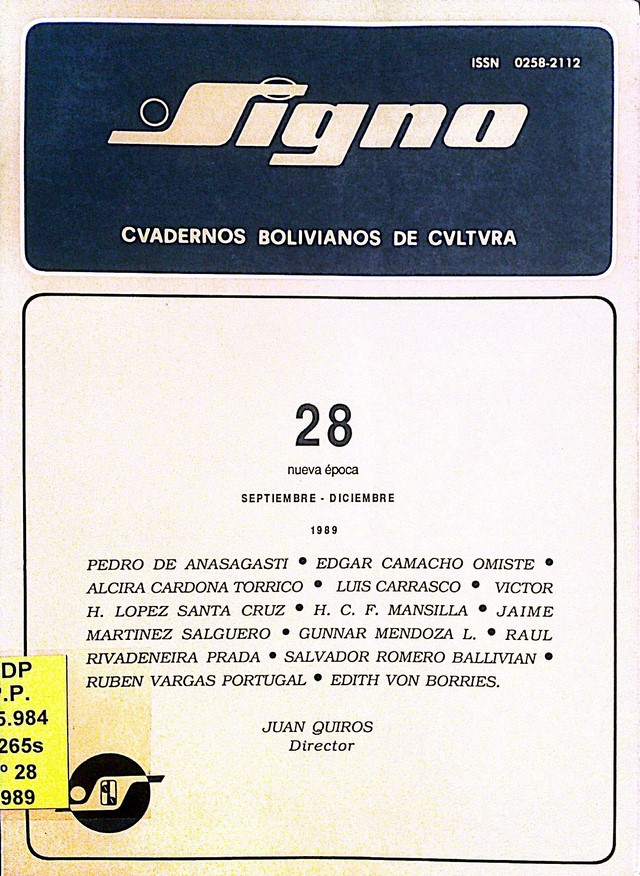 ISSN 0258-2112
Signo
CVADERNOS BOLIVIANOS DE CVLTVRA
28
nueva época
SEPTIEMBRE - DICIEMBRE
1989
PEDRO DE ANASAGASTI • EDGAR CAMACHO OMISTE •
ALCIRA CARDONA TORRICO • LUIS CARRASCO • VICTOR
H. LOPEZ SANTA CRUZ • H. C. F. MANSILLA • JAIME
MARTINEZ SALGUERO • GUNNAR MENDOZA L. • RAUL
RIVADENEIRA PRADA • SALVADOR ROMERO BALLIVIAN •
RUBEN VARGAS PORTUGAL • EDITH VON BORRIES.
JUAN QUIROS
Director
DP
.P.
5.984
265s
º 28
989